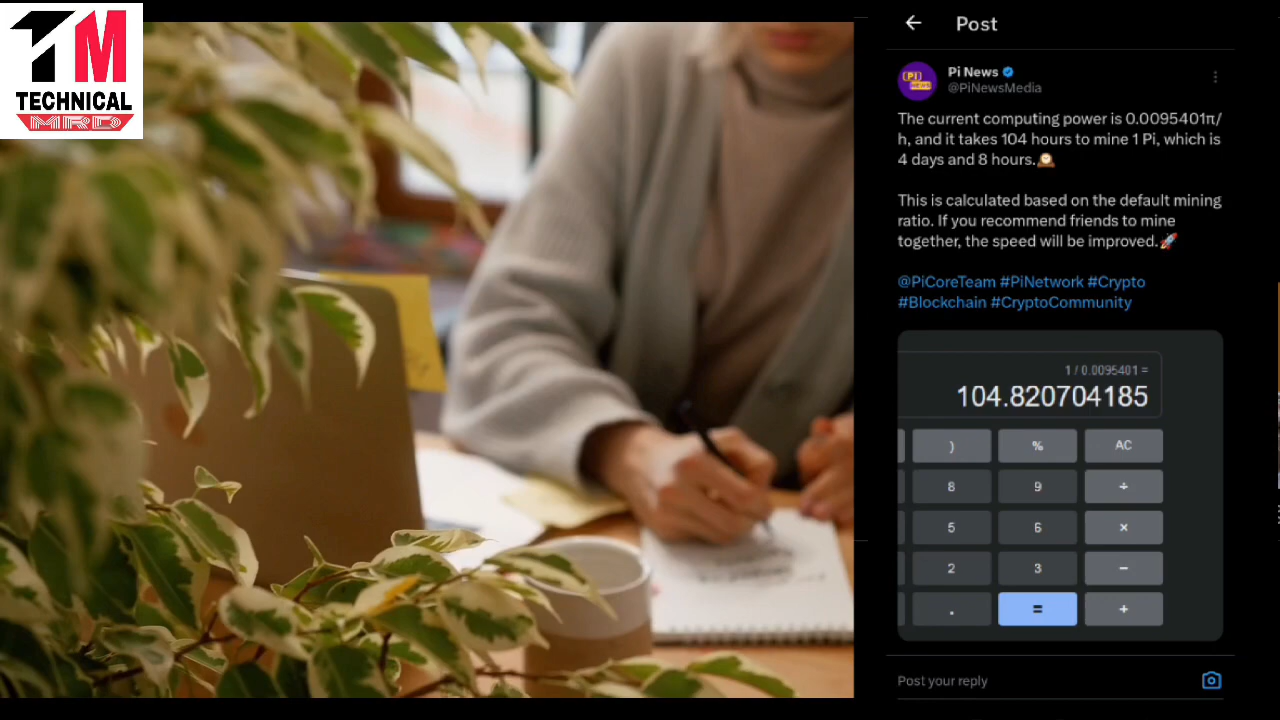 TM
TECHNICAL
MRD
Post
Pi News
@PiNewsMedia
The current computing power is 0.0095401π/
h, and it takes 104 hours to mine 1 Pi, which is
4 days and 8 hours.🕰️
This is calculated based on the default mining
ratio. If you recommend friends to mine
together, the speed will be improved.🚀
@PiCoreTeam #PiNetwork #Crypto
#Blockchain #CryptoCommunity
1 / 0.0095401 =
104.820704185
) % AC
8 9 ÷
5 6 ×
2 3 −
. = +
Post your reply